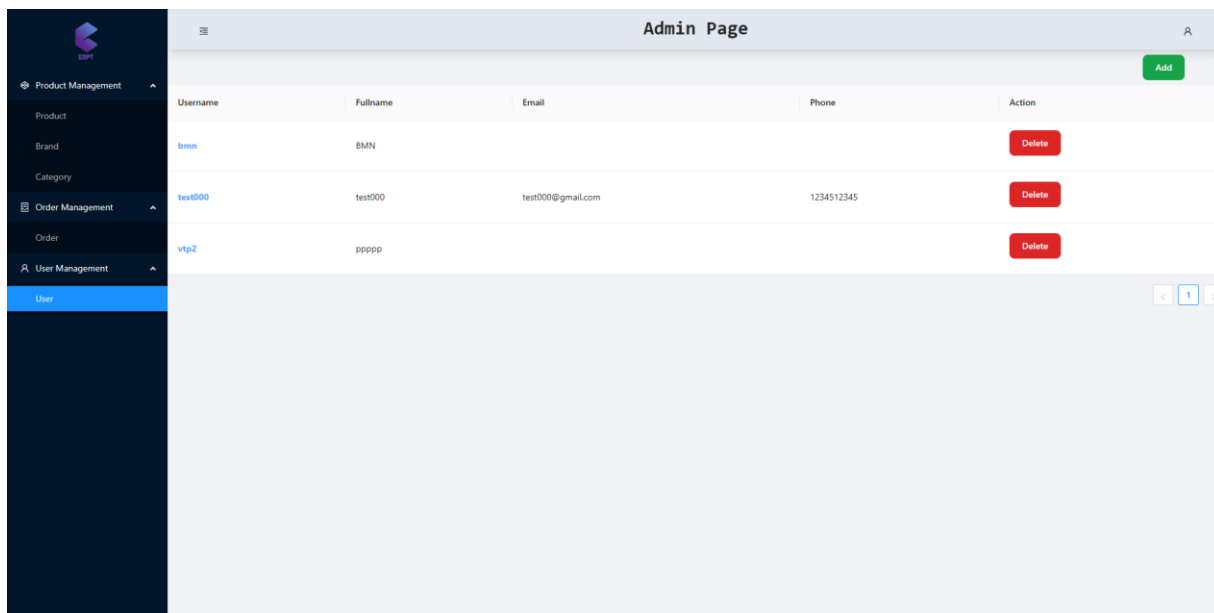 Admin Page
CRPT
Add
Product Management
Product
Brand
Category
Order Management
Order
User Management
User
Username Fullname Email Phone Action
bmn BMN Delete
test000 test000 test000@gmail.com 1234512345 Delete
vtp2 ppppp Delete
< 1 >